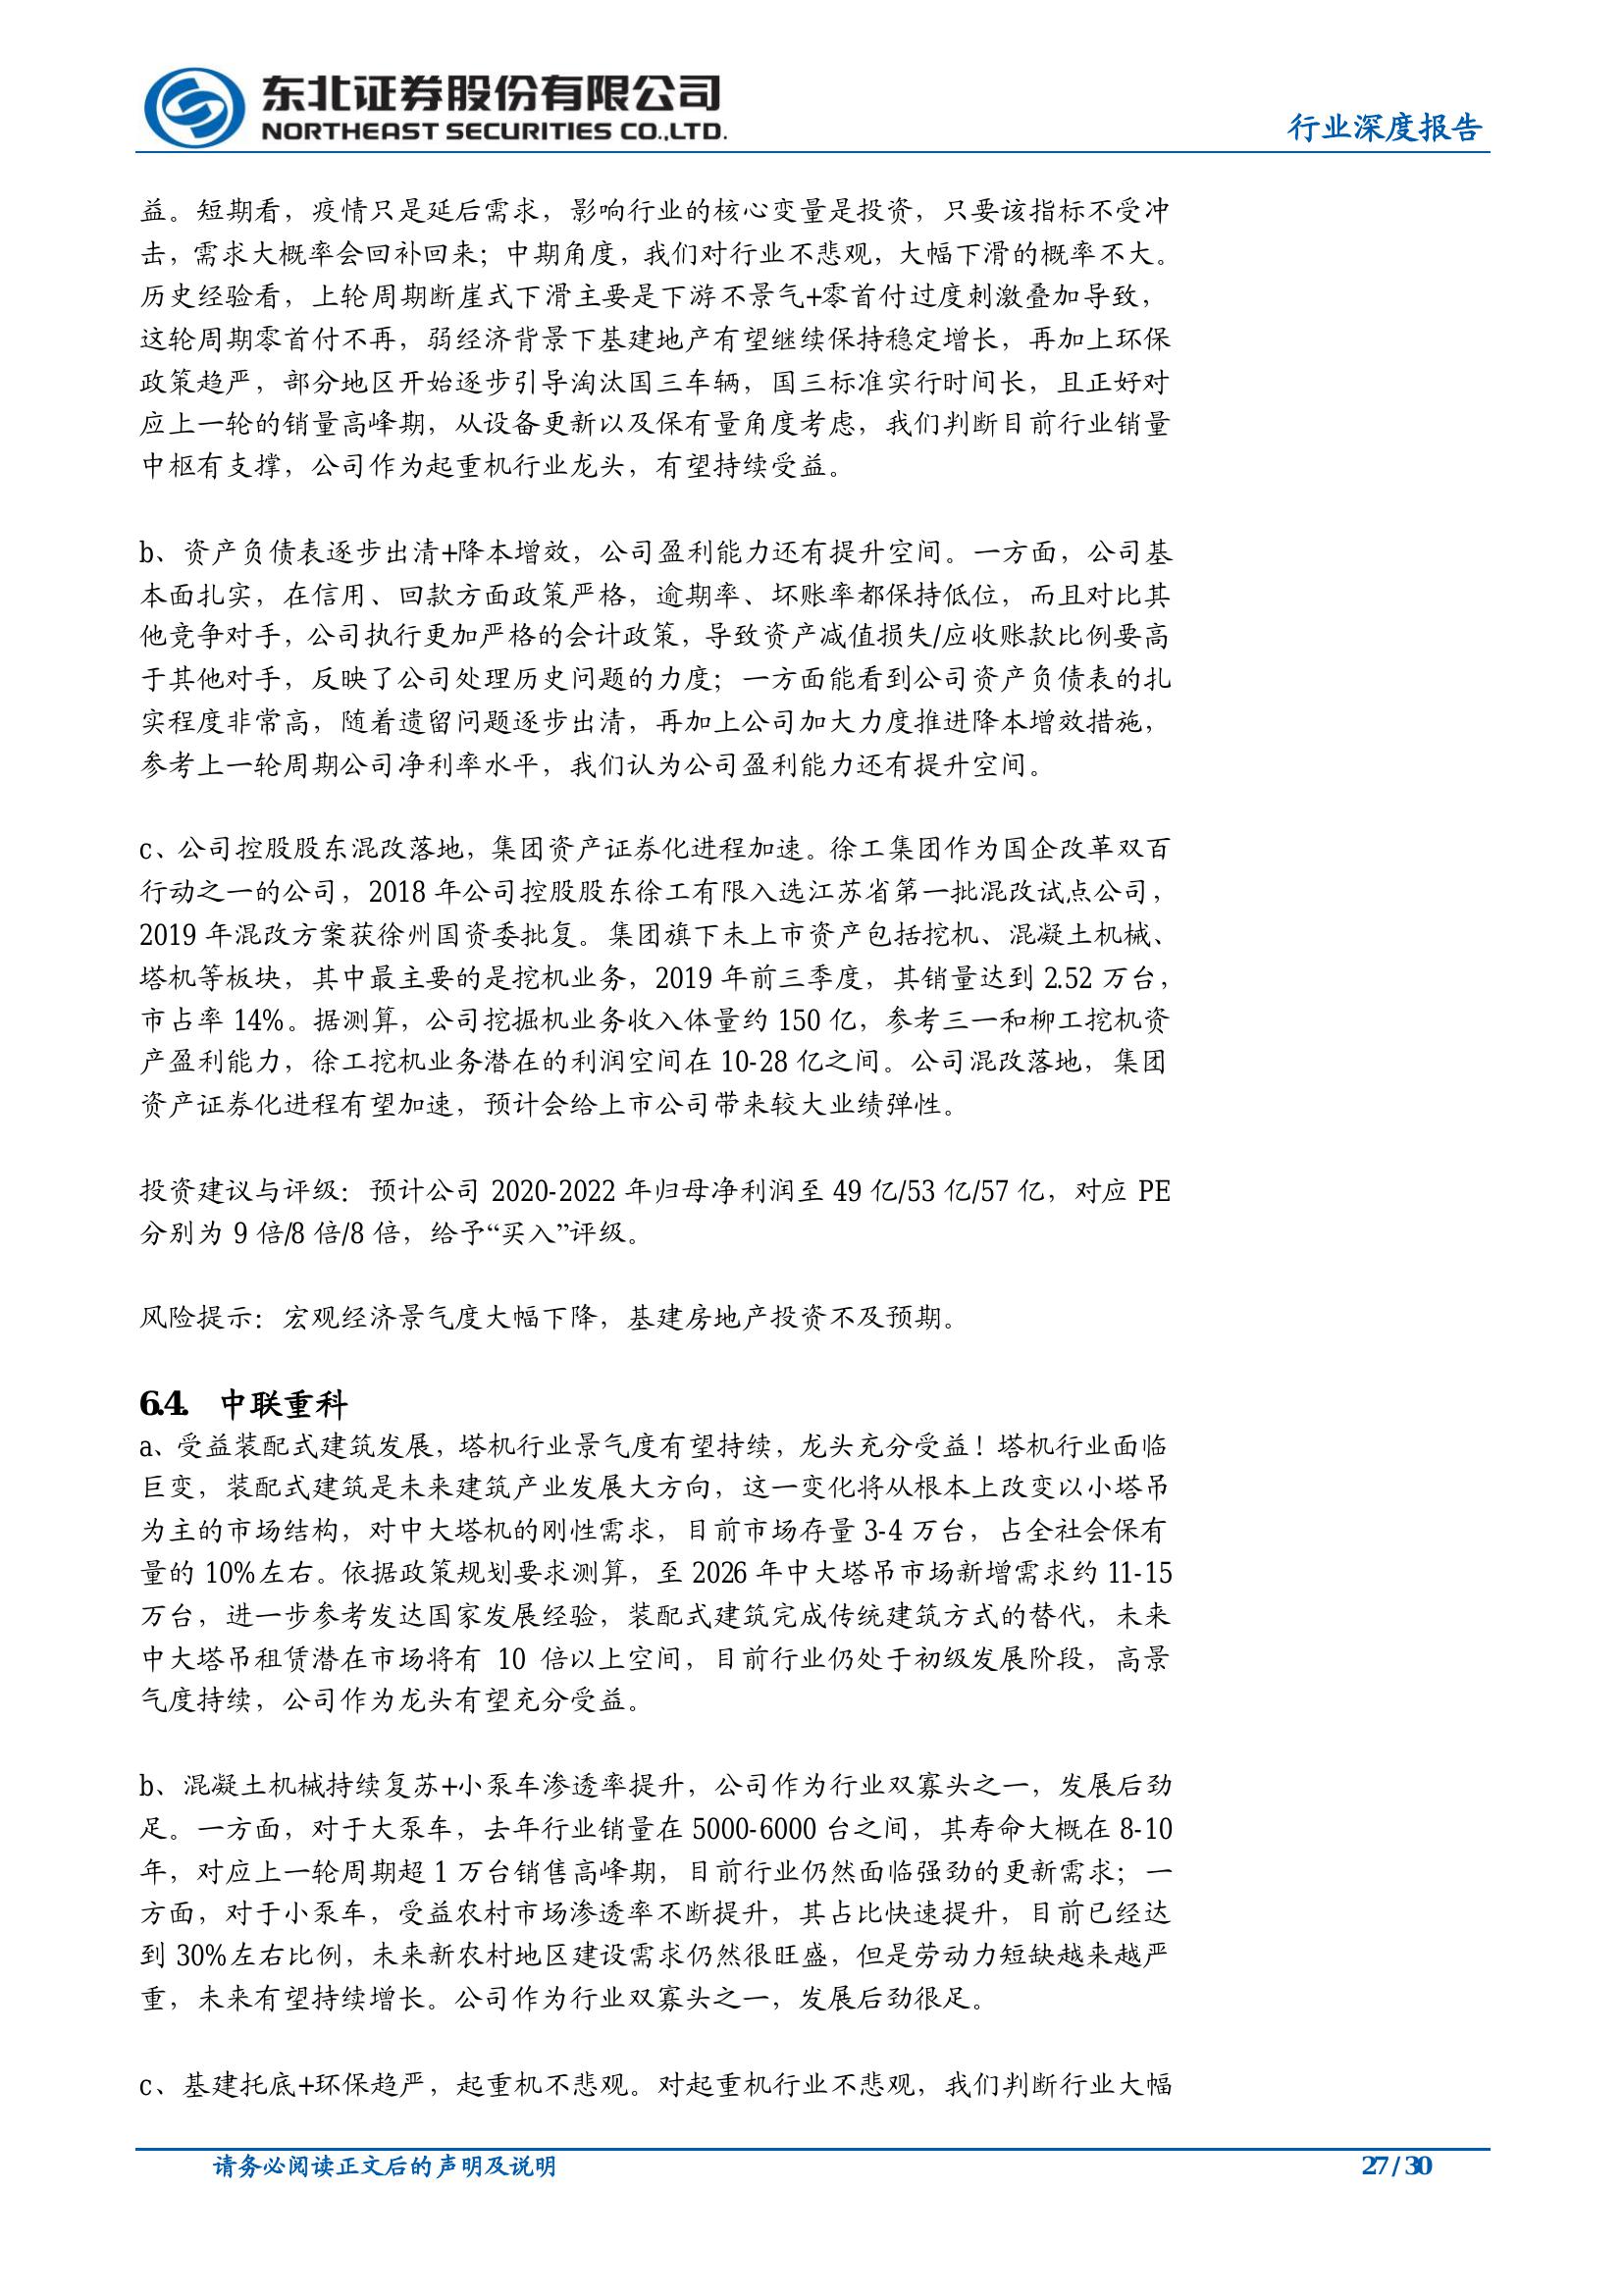 东北证券股份有限公司
NORTHEAST SECURITIES CO.,LTD.
行业深度报告
益。短期看，疫情只是延后需求，影响行业的核心变量是投资，只要该指标不受冲
击，需求大概率会回补回来；中期角度，我们对行业不悲观，大幅下滑的概率不大。
历史经验看，上轮周期断崖式下滑主要是下游不景气+零首付过度刺激叠加导致，
这轮周期零首付不再，弱经济背景下基建地产有望继续保持稳定增长，再加上环保
政策趋严，部分地区开始逐步引导淘汰国三车辆，国三标准实行时间长，且正好对
应上一轮的销量高峰期，从设备更新以及保有量角度考虑，我们判断目前行业销量
中枢有支撑，公司作为起重机行业龙头，有望持续受益。
b、资产负债表逐步出清+降本增效，公司盈利能力还有提升空间。一方面，公司基
本面扎实，在信用、回款方面政策严格，逾期率、坏账率都保持低位，而且对比其
他竞争对手，公司执行更加严格的会计政策，导致资产减值损失/应收账款比例要高
于其他对手，反映了公司处理历史问题的力度；一方面能看到公司资产负债表的扎
实程度非常高，随着遗留问题逐步出清，再加上公司加大力度推进降本增效措施，
参考上一轮周期公司净利率水平，我们认为公司盈利能力还有提升空间。
c、公司控股股东混改落地，集团资产证券化进程加速。徐工集团作为国企改革双百
行动之一的公司，2018 年公司控股股东徐工有限入选江苏省第一批混改试点公司，
2019 年混改方案获徐州国资委批复。集团旗下未上市资产包括挖机、混凝土机械、
塔机等板块，其中最主要的是挖机业务，2019 年前三季度，其销量达到 2.52 万台，
市占率 14%。据测算，公司挖掘机业务收入体量约 150 亿，参考三一和柳工挖机资
产盈利能力，徐工挖机业务潜在的利润空间在 10-28 亿之间。公司混改落地，集团
资产证券化进程有望加速，预计会给上市公司带来较大业绩弹性。
投资建议与评级：预计公司 2020-2022 年归母净利润至 49 亿/53 亿/57 亿，对应 PE
分别为 9 倍/8 倍/8 倍，给予“买入”评级。
风险提示：宏观经济景气度大幅下降，基建房地产投资不及预期。
6.4. 中联重科
a、受益装配式建筑发展，塔机行业景气度有望持续，龙头充分受益！塔机行业面临
巨变，装配式建筑是未来建筑产业发展大方向，这一变化将从根本上改变以小塔吊
为主的市场结构，对中大塔机的刚性需求，目前市场存量 3-4 万台，占全社会保有
量的 10%左右。依据政策规划要求测算，至 2026 年中大塔吊市场新增需求约 11-15
万台，进一步参考发达国家发展经验，装配式建筑完成传统建筑方式的替代，未来
中大塔吊租赁潜在市场将有 10 倍以上空间，目前行业仍处于初级发展阶段，高景
气度持续，公司作为龙头有望充分受益。
b、混凝土机械持续复苏+小泵车渗透率提升，公司作为行业双寡头之一，发展后劲
足。一方面，对于大泵车，去年行业销量在 5000-6000 台之间，其寿命大概在 8-10
年，对应上一轮周期超 1 万台销售高峰期，目前行业仍然面临强劲的更新需求；一
方面，对于小泵车，受益农村市场渗透率不断提升，其占比快速提升，目前已经达
到 30%左右比例，未来新农村地区建设需求仍然很旺盛，但是劳动力短缺越来越严
重，未来有望持续增长。公司作为行业双寡头之一，发展后劲很足。
c、基建托底+环保趋严，起重机不悲观。对起重机行业不悲观，我们判断行业大幅
请务必阅读正文后的声明及说明
27 / 30